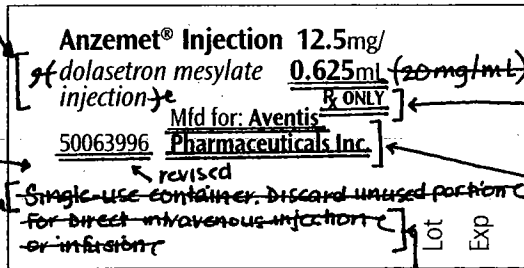 Anzemet® Injection 12.5mg/
(dolasetron mesylate 0.625mL (20mg/mL)
injection)
Rx ONLY
Mfd for: Aventis
50063996 Pharmaceuticals Inc.
revised
Single-use container. Discard unused portion
For Direct intravenous injection
or infusion
Lot
Exp